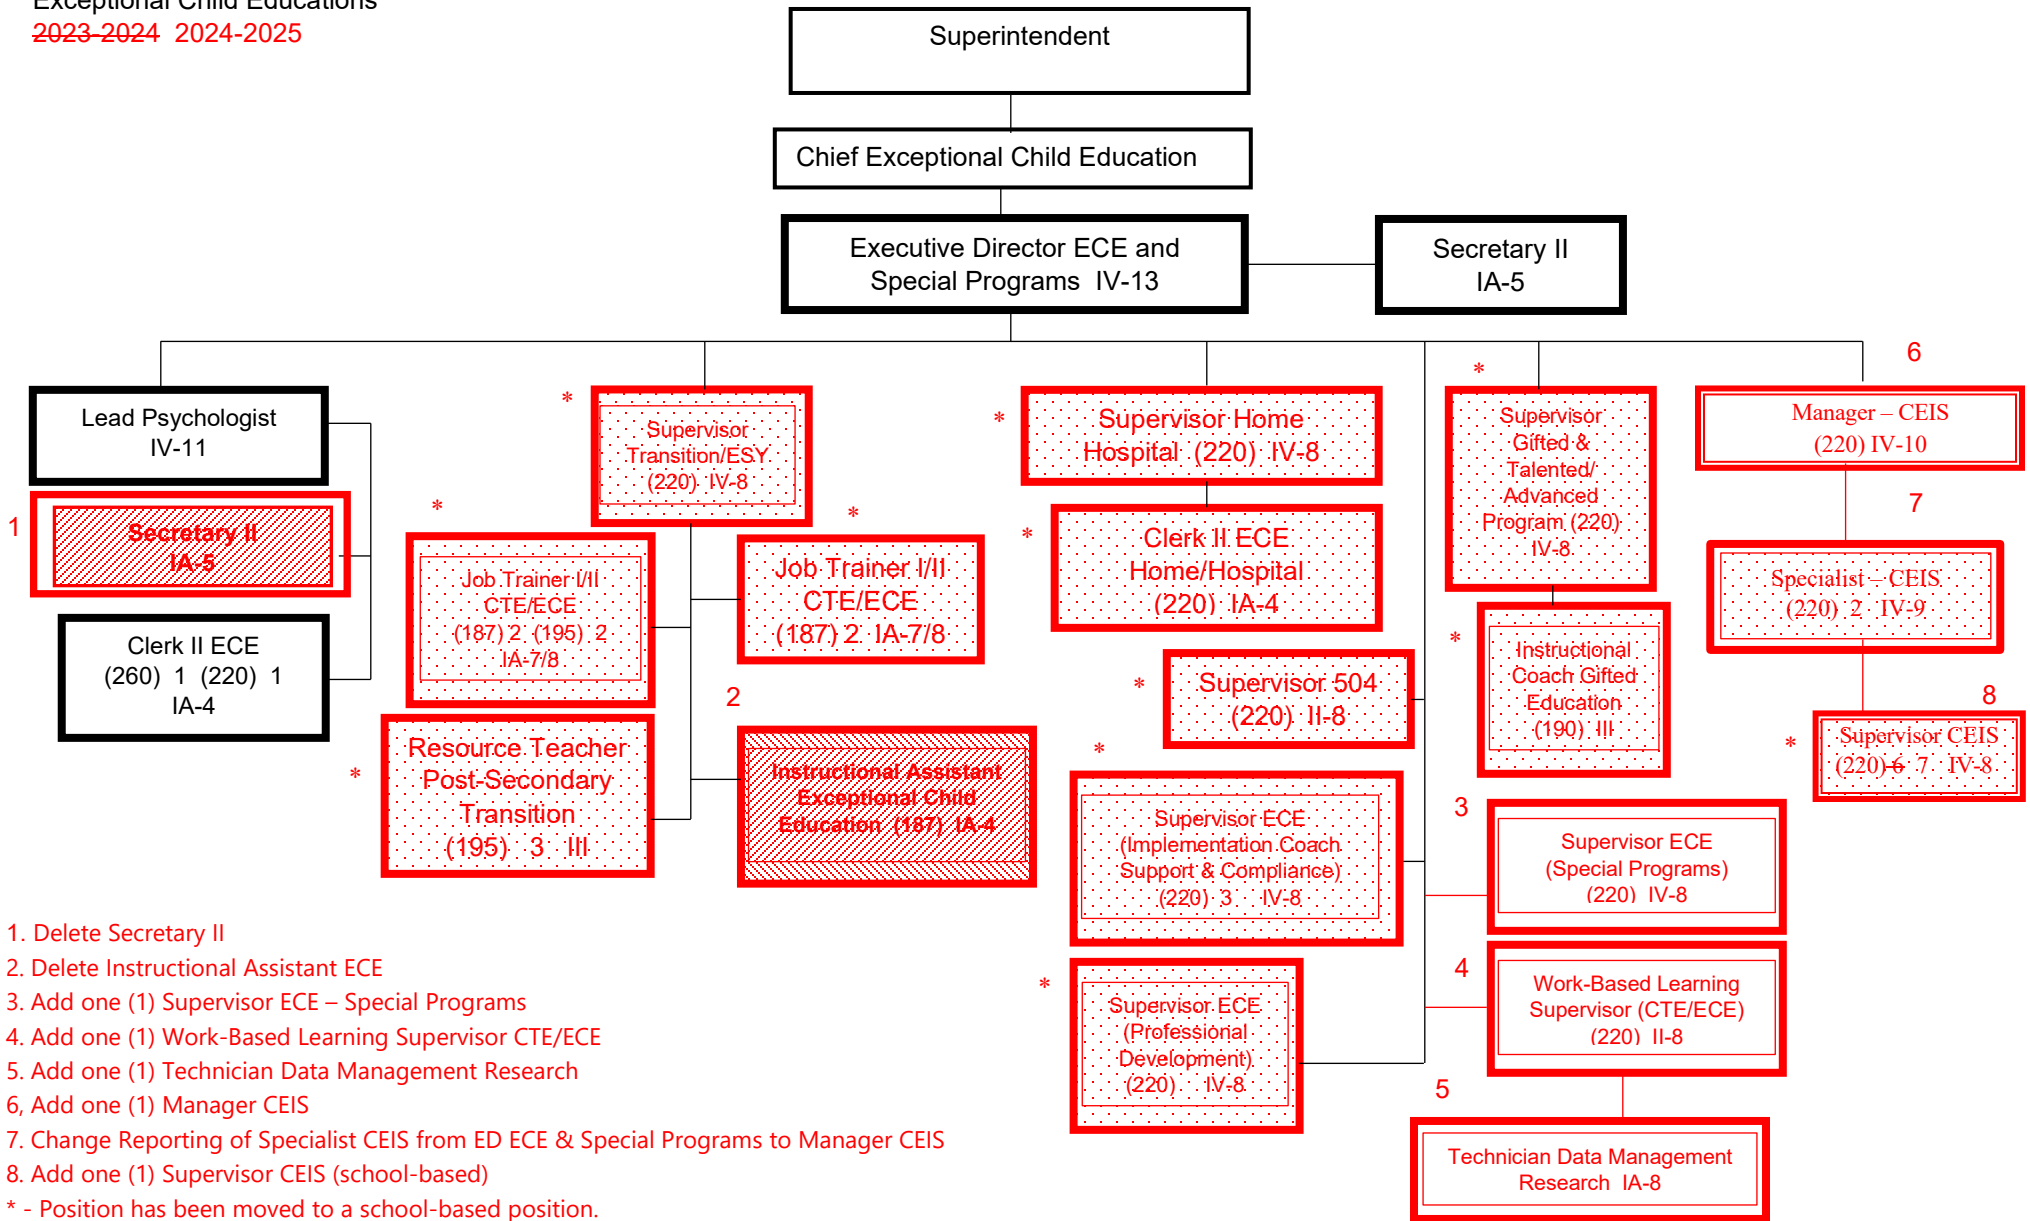 Exceptional Child Educations
2023-2024 2024-2025
Superintendent
Chief Exceptional Child Education
Executive Director ECE and
Special Programs IV-13
Secretary II
IA-5
6
Lead Psychologist
IV-11
*
Supervisor
Transition/ESY
(220) IV-8
*
Supervisor Home
Hospital (220) IV-8
*
Supervisor
Gifted &
Talented/
Advanced
Program (220)
IV-8
Manager – CEIS
(220) IV-10
1
Secretary II
IA-5
*
Job Trainer I/II
CTE/ECE
(187) 2 (195) 2
IA-7/8
*
Job Trainer I/II
CTE/ECE
(187) 2 IA-7/8
*
Clerk II ECE
Home/Hospital
(220) IA-4
7
Specialist – CEIS
(220) 2 IV-9
Clerk II ECE
(260) 1 (220) 1
IA-4
*
Supervisor 504
(220) II-8
*
Instructional
Coach Gifted
Education
(190) III
8
*
Supervisor CEIS
(220) 6 7 IV-8
*
Resource Teacher
Post-Secondary
Transition
(195) 3 III
2
Instructional Assistant
Exceptional Child
Education (187) IA-4
*
Supervisor ECE
(Implementation Coach
Support & Compliance)
(220) 3 IV-8
3
Supervisor ECE
(Special Programs)
(220) IV-8
*
Supervisor ECE
(Professional
Development)
(220) IV-8
4
Work-Based Learning
Supervisor (CTE/ECE)
(220) II-8
5
Technician Data Management
Research IA-8
1. Delete Secretary II
2. Delete Instructional Assistant ECE
3. Add one (1) Supervisor ECE – Special Programs
4. Add one (1) Work-Based Learning Supervisor CTE/ECE
5. Add one (1) Technician Data Management Research
6, Add one (1) Manager CEIS
7. Change Reporting of Specialist CEIS from ED ECE & Special Programs to Manager CEIS
8. Add one (1) Supervisor CEIS (school-based)
* - Position has been moved to a school-based position.